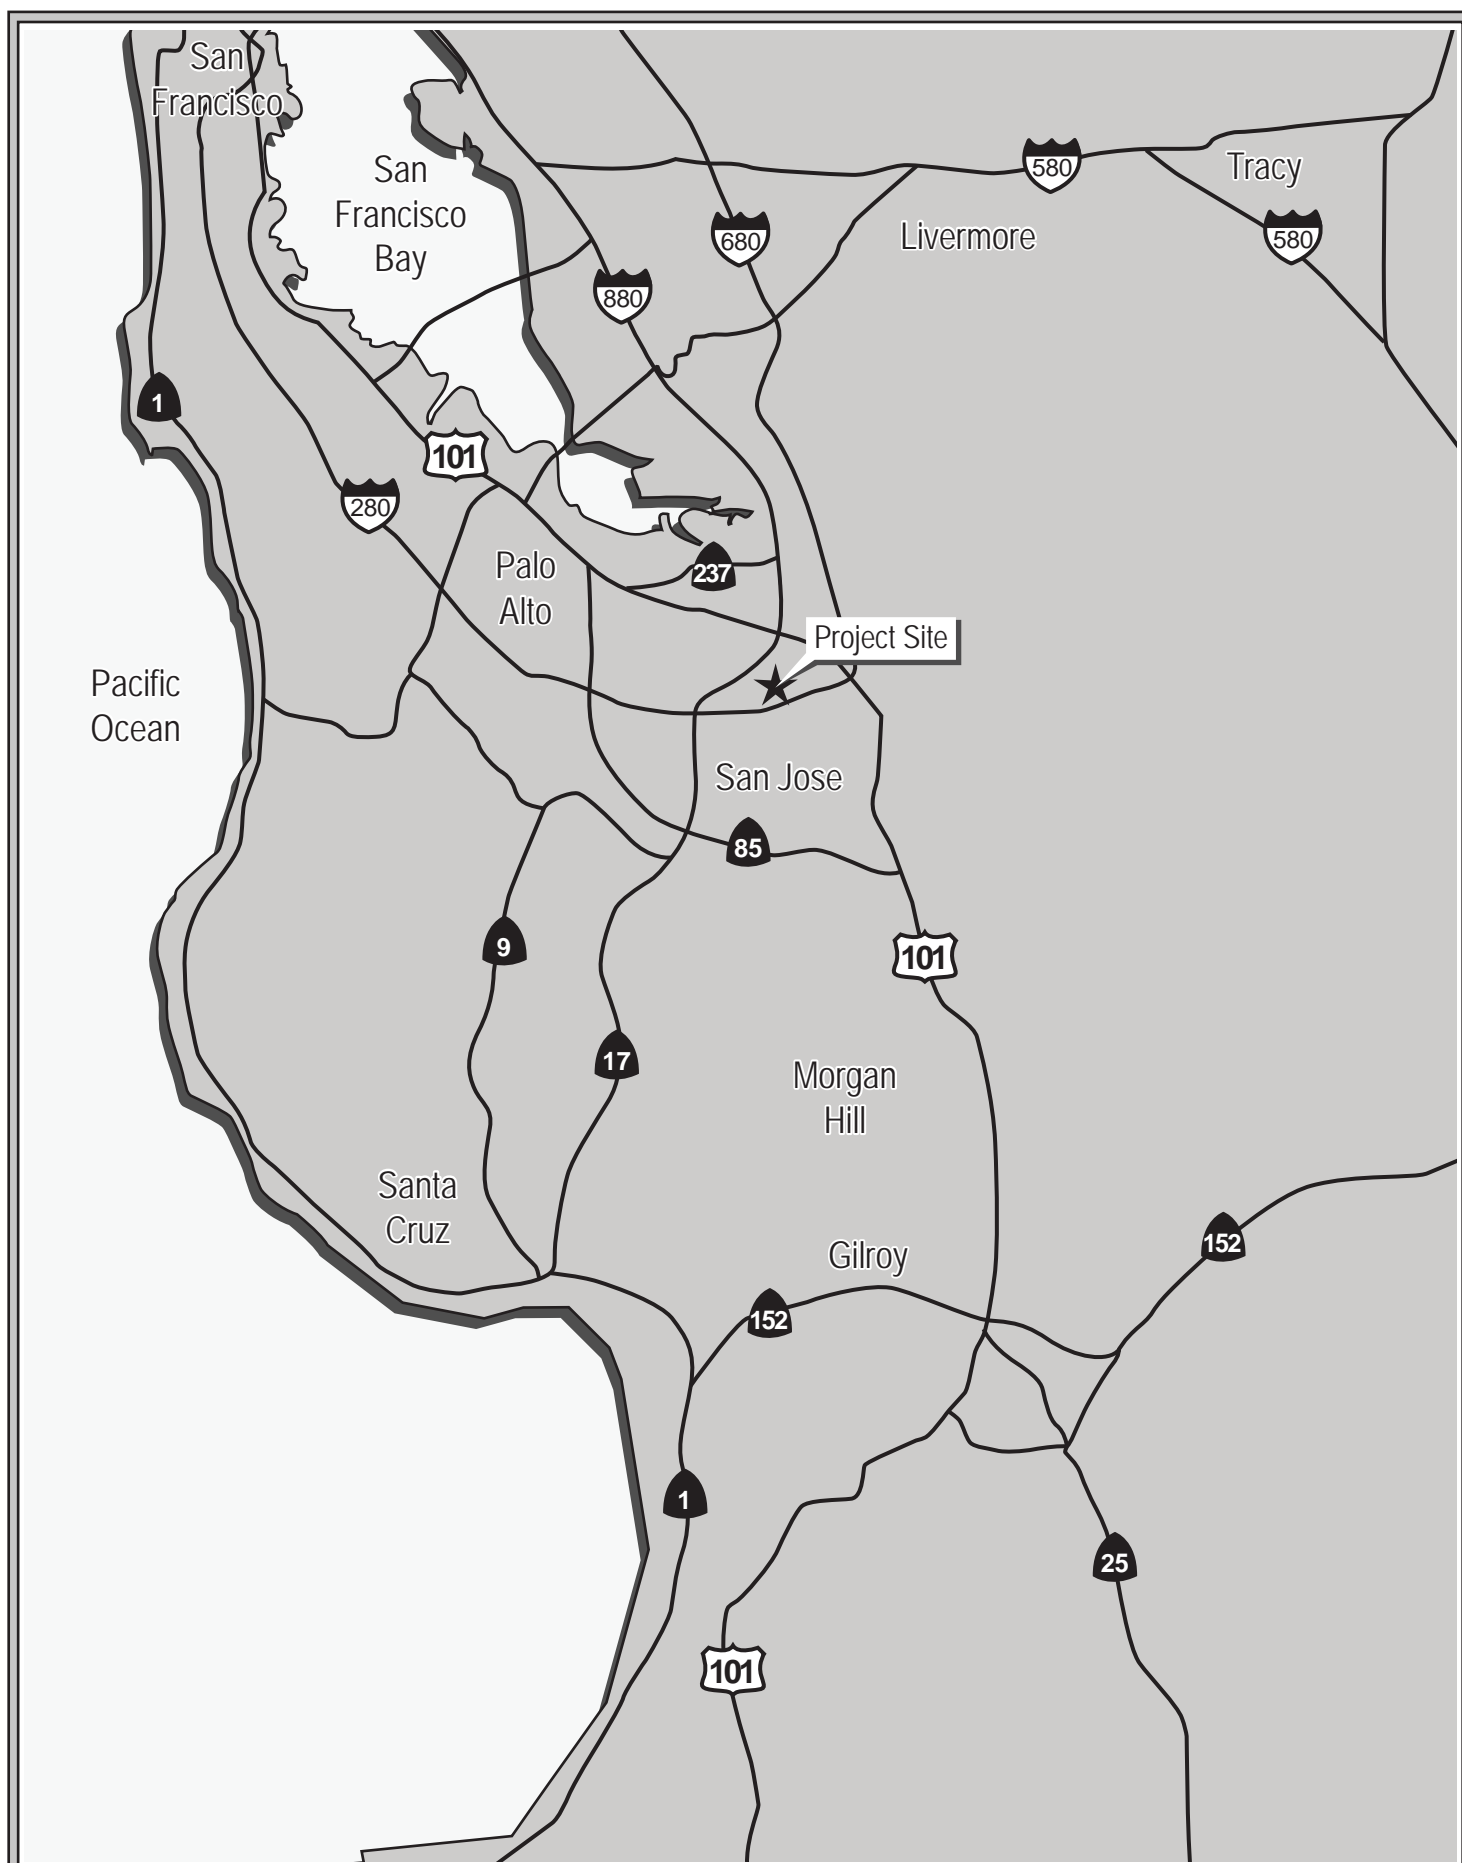 San
Francisco
San
Francisco
Bay
580
Tracy
680
Livermore
580
880
1
101
280
Palo
Alto
237
Project Site
Pacific
Ocean
San Jose
85
9
101
17
Morgan
Hill
Santa
Cruz
152
Gilroy
152
1
25
101